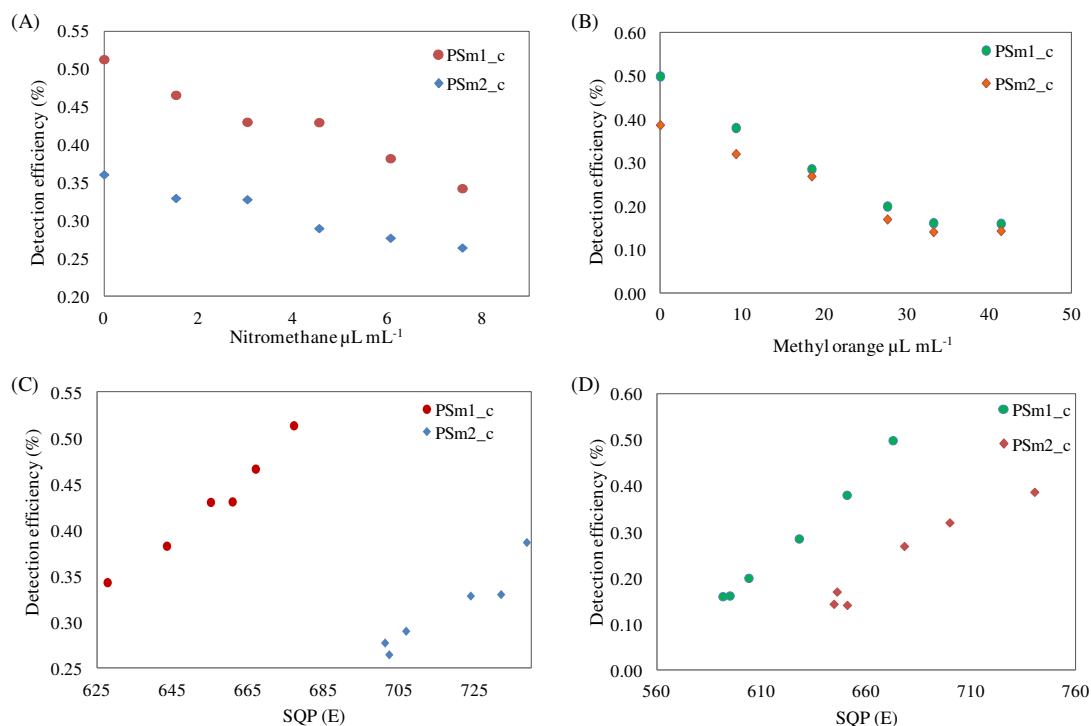 (A)
0.55
0.50
0.45
0.40
0.35
0.30
0.25
0.20
Detection efficiency (%)
PSm1_c
PSm2_c
0 2 4 6 8
Nitromethane µL mL-1
(B)
0.60
0.50
0.40
0.30
0.20
0.10
0.00
Detection efficiency (%)
PSm1_c
PSm2_c
0 10 20 30 40 50
Methyl orange µL mL-1
(C)
0.55
0.50
0.45
0.40
0.35
0.30
0.25
Detection efficiency (%)
PSm1_c
PSm2_c
625 645 665 685 705 725
SQP (E)
(D)
0.60
0.50
0.40
0.30
0.20
0.10
0.00
Detection efficiency (%)
PSm1_c
PSm2_c
560 610 660 710 760
SQP (E)